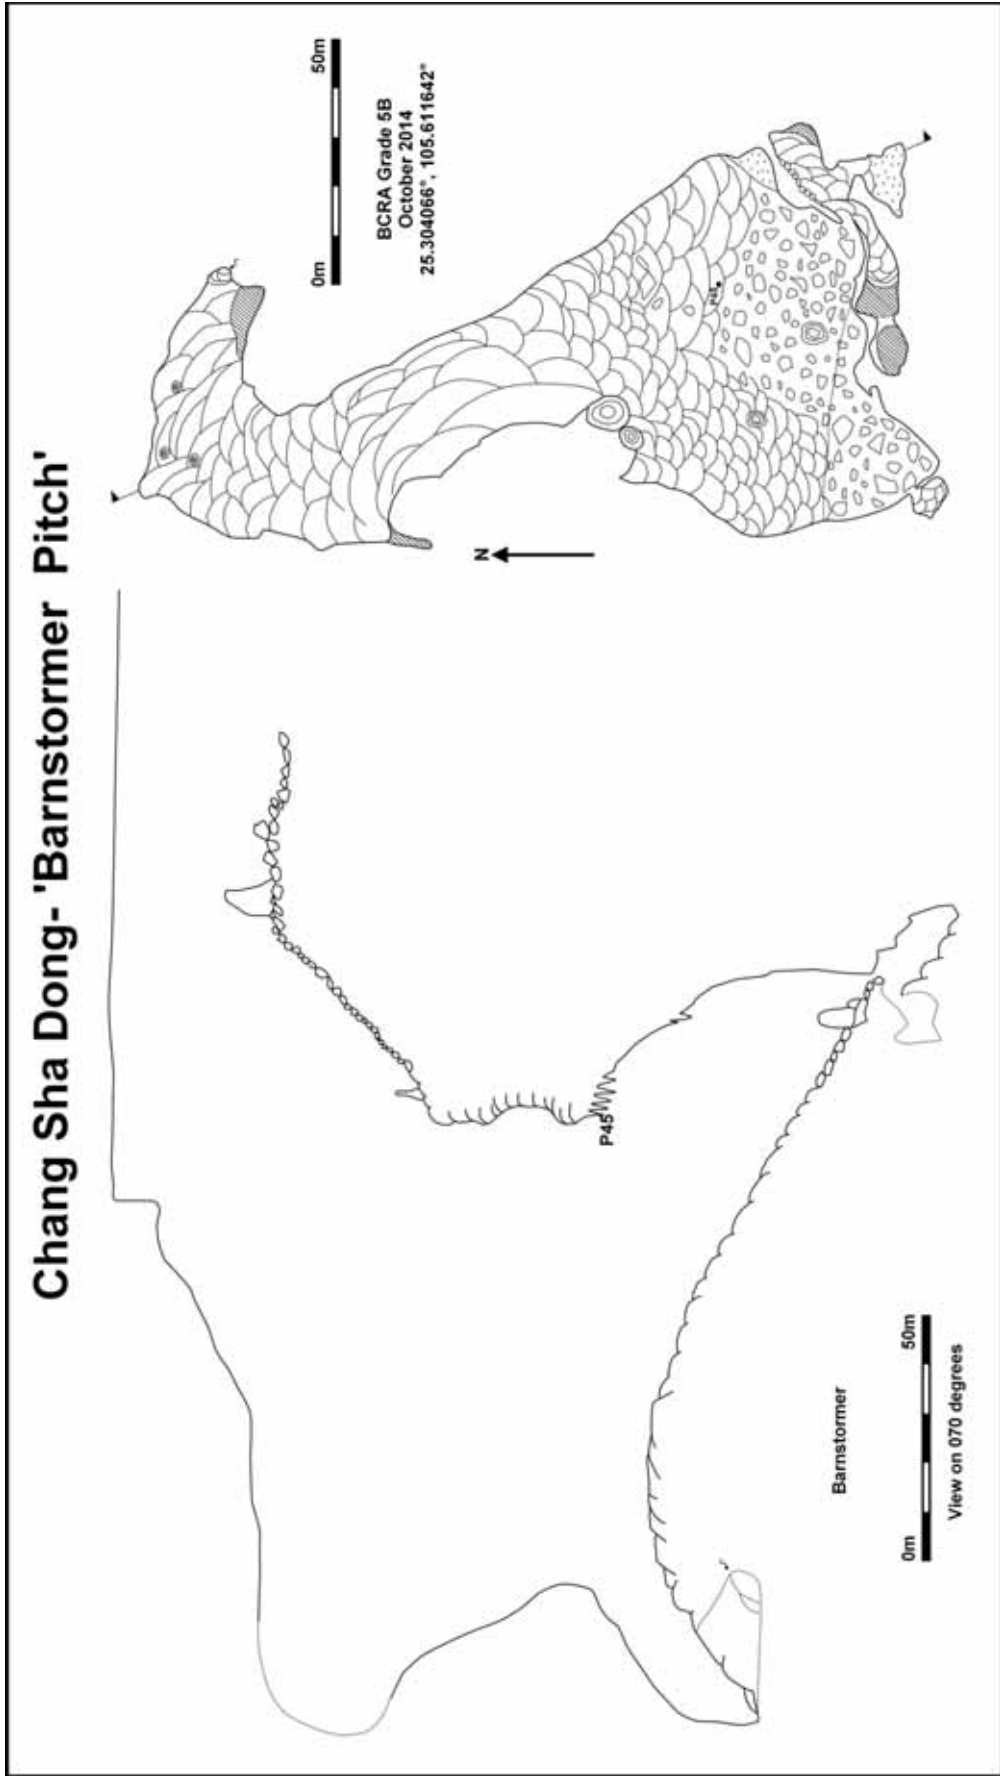 Chang Sha Dong- 'Barnstormer Pitch'
0m 50m
BCRA Grade 5B
October 2014
25.304066°, 105.611642°
N
P45
P45
Barnstormer
0m 50m
View on 070 degrees